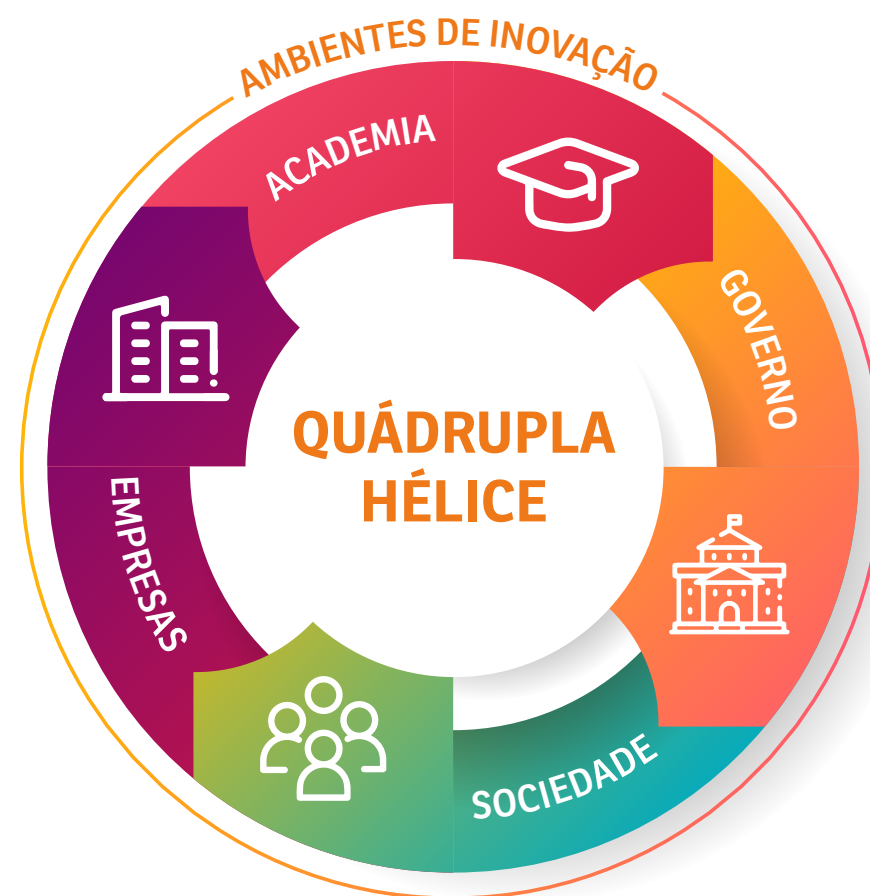 AMBIENTES DE INOVAÇÃO
ACADEMIA
GOVERNO
QUÁDRUPLA
HÉLICE
EMPRESAS
SOCIEDADE